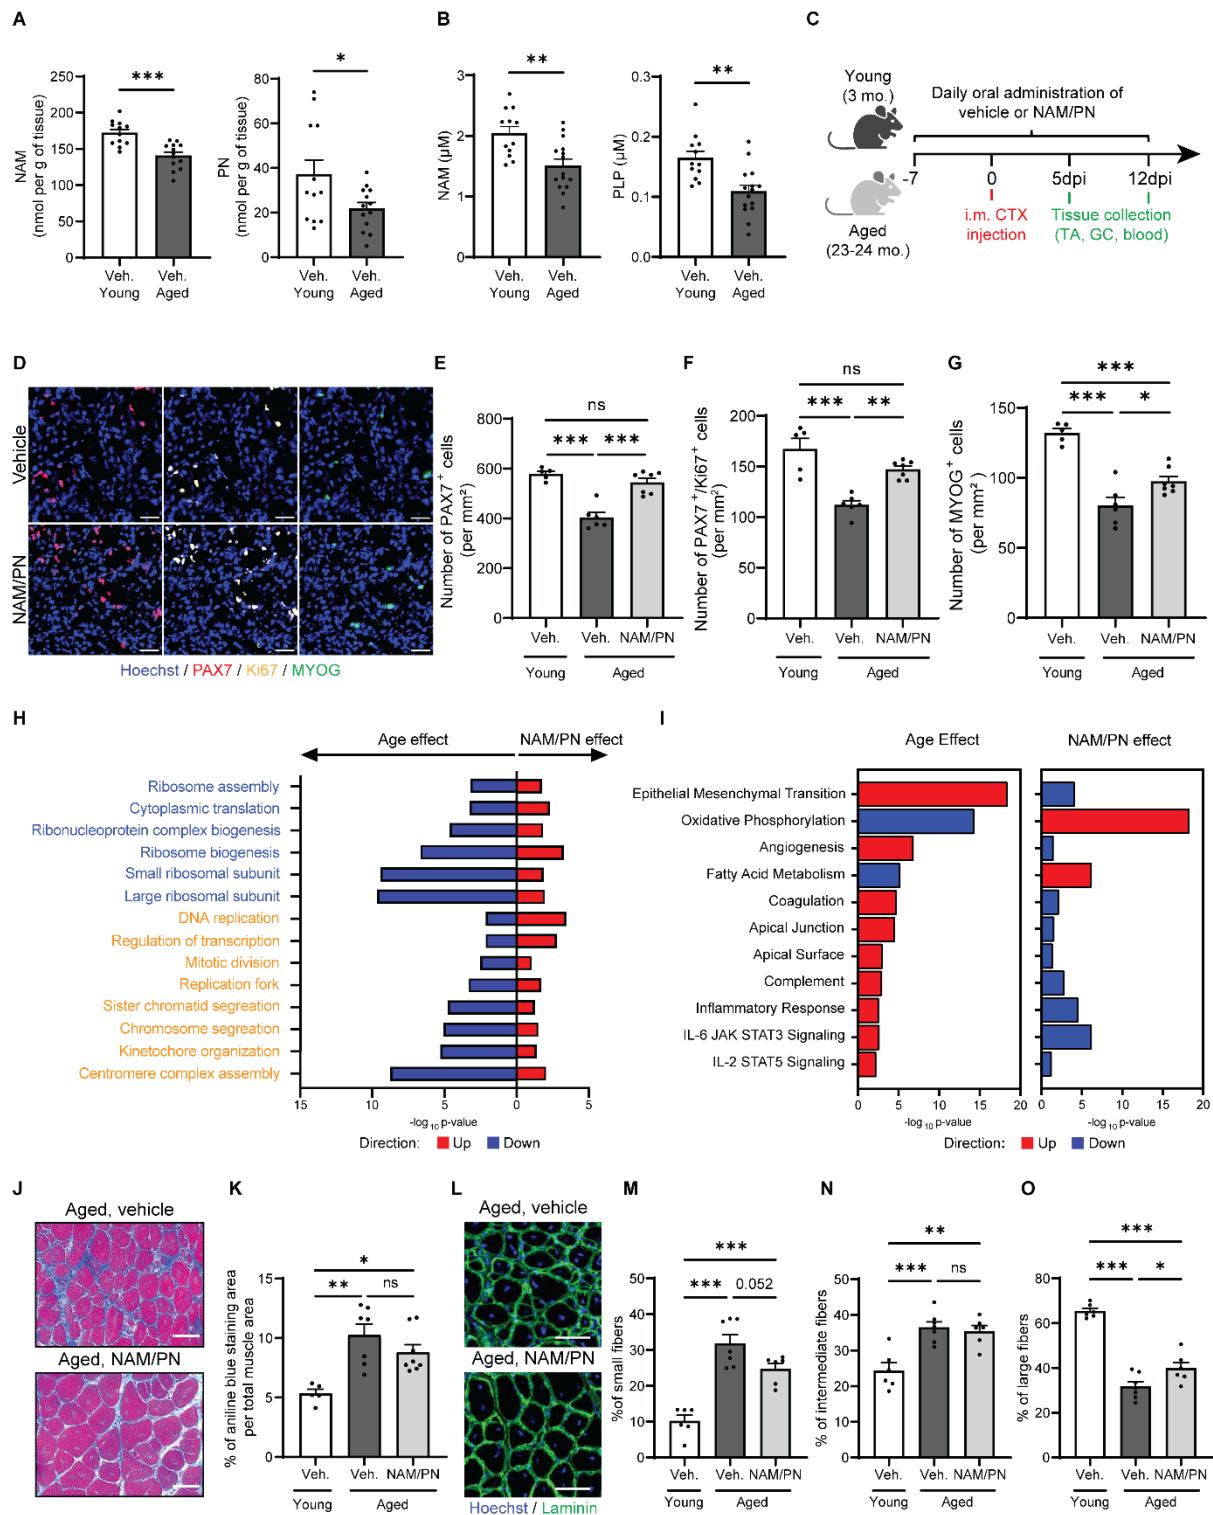 A
B
C
NAM
(nmol per g of tissue)
250
200
150
100
50
0
***
Veh.
Young
Veh.
Aged
PN
(nmol per g of tissue)
80
60
40
20
0
*
Veh.
Young
Veh.
Aged
NAM (µM)
3
2
1
0
**
Veh.
Young
Veh.
Aged
PLP (µM)
0.3
0.2
0.1
0.0
**
Veh.
Young
Veh.
Aged
Young
(3 mo.)
Aged
(23-24 mo.)
Daily oral administration of
vehicle or NAM/PN
-7
0
5dpi
12dpi
i.m. CTX
injection
Tissue collection
(TA, GC, blood)
D
Vehicle
NAM/PN
Hoechst / PAX7 / Ki67 / MYOG
E
Number of PAX7+ cells
(per mm²)
800
600
400
200
0
ns
*** ***
Veh. Veh. NAM/PN
Young Aged
F
Number of PAX7+/Ki67+ cells
(per mm²)
200
150
100
50
0
ns
*** **
Veh. Veh. NAM/PN
Young Aged
G
Number of MYOG+ cells
(per mm²)
150
100
50
0
***
*** *
Veh. Veh. NAM/PN
Young Aged
H
Age effect NAM/PN effect
Ribosome assembly
Cytoplasmic translation
Ribonucleoprotein complex biogenesis
Ribosome biogenesis
Small ribosomal subunit
Large ribosomal subunit
DNA replication
Regulation of transcription
Mitotic division
Replication fork
Sister chromatid segreation
Chromosome segreation
Kinetochore organization
Centromere complex assembly
15 10 5 0 5
-log10 p-value
Direction: Up Down
I
Age Effect NAM/PN effect
Epithelial Mesenchymal Transition
Oxidative Phosphorylation
Angiogenesis
Fatty Acid Metabolism
Coagulation
Apical Junction
Apical Surface
Complement
Inflammatory Response
IL-6 JAK STAT3 Signaling
IL-2 STAT5 Signaling
0 5 10 15 20 0 5 10 15 20
-log10 p-value -log10 p-value
Direction: Up Down
J
Aged, vehicle
Aged, NAM/PN
K
% of aniline blue staining area
per total muscle area
15
10
5
0
*
** ns
Veh. Veh. NAM/PN
Young Aged
L
Aged, vehicle
Aged, NAM/PN
Hoechst / Laminin
M
%of small fibers
50
40
30
20
10
0
***
*** 0.052
Veh. Veh. NAM/PN
Young Aged
N
% of intermediate fibers
50
40
30
20
10
0
**
*** ns
Veh. Veh. NAM/PN
Young Aged
O
% of large fibers
80
60
40
20
0
***
*** *
Veh. Veh. NAM/PN
Young Aged